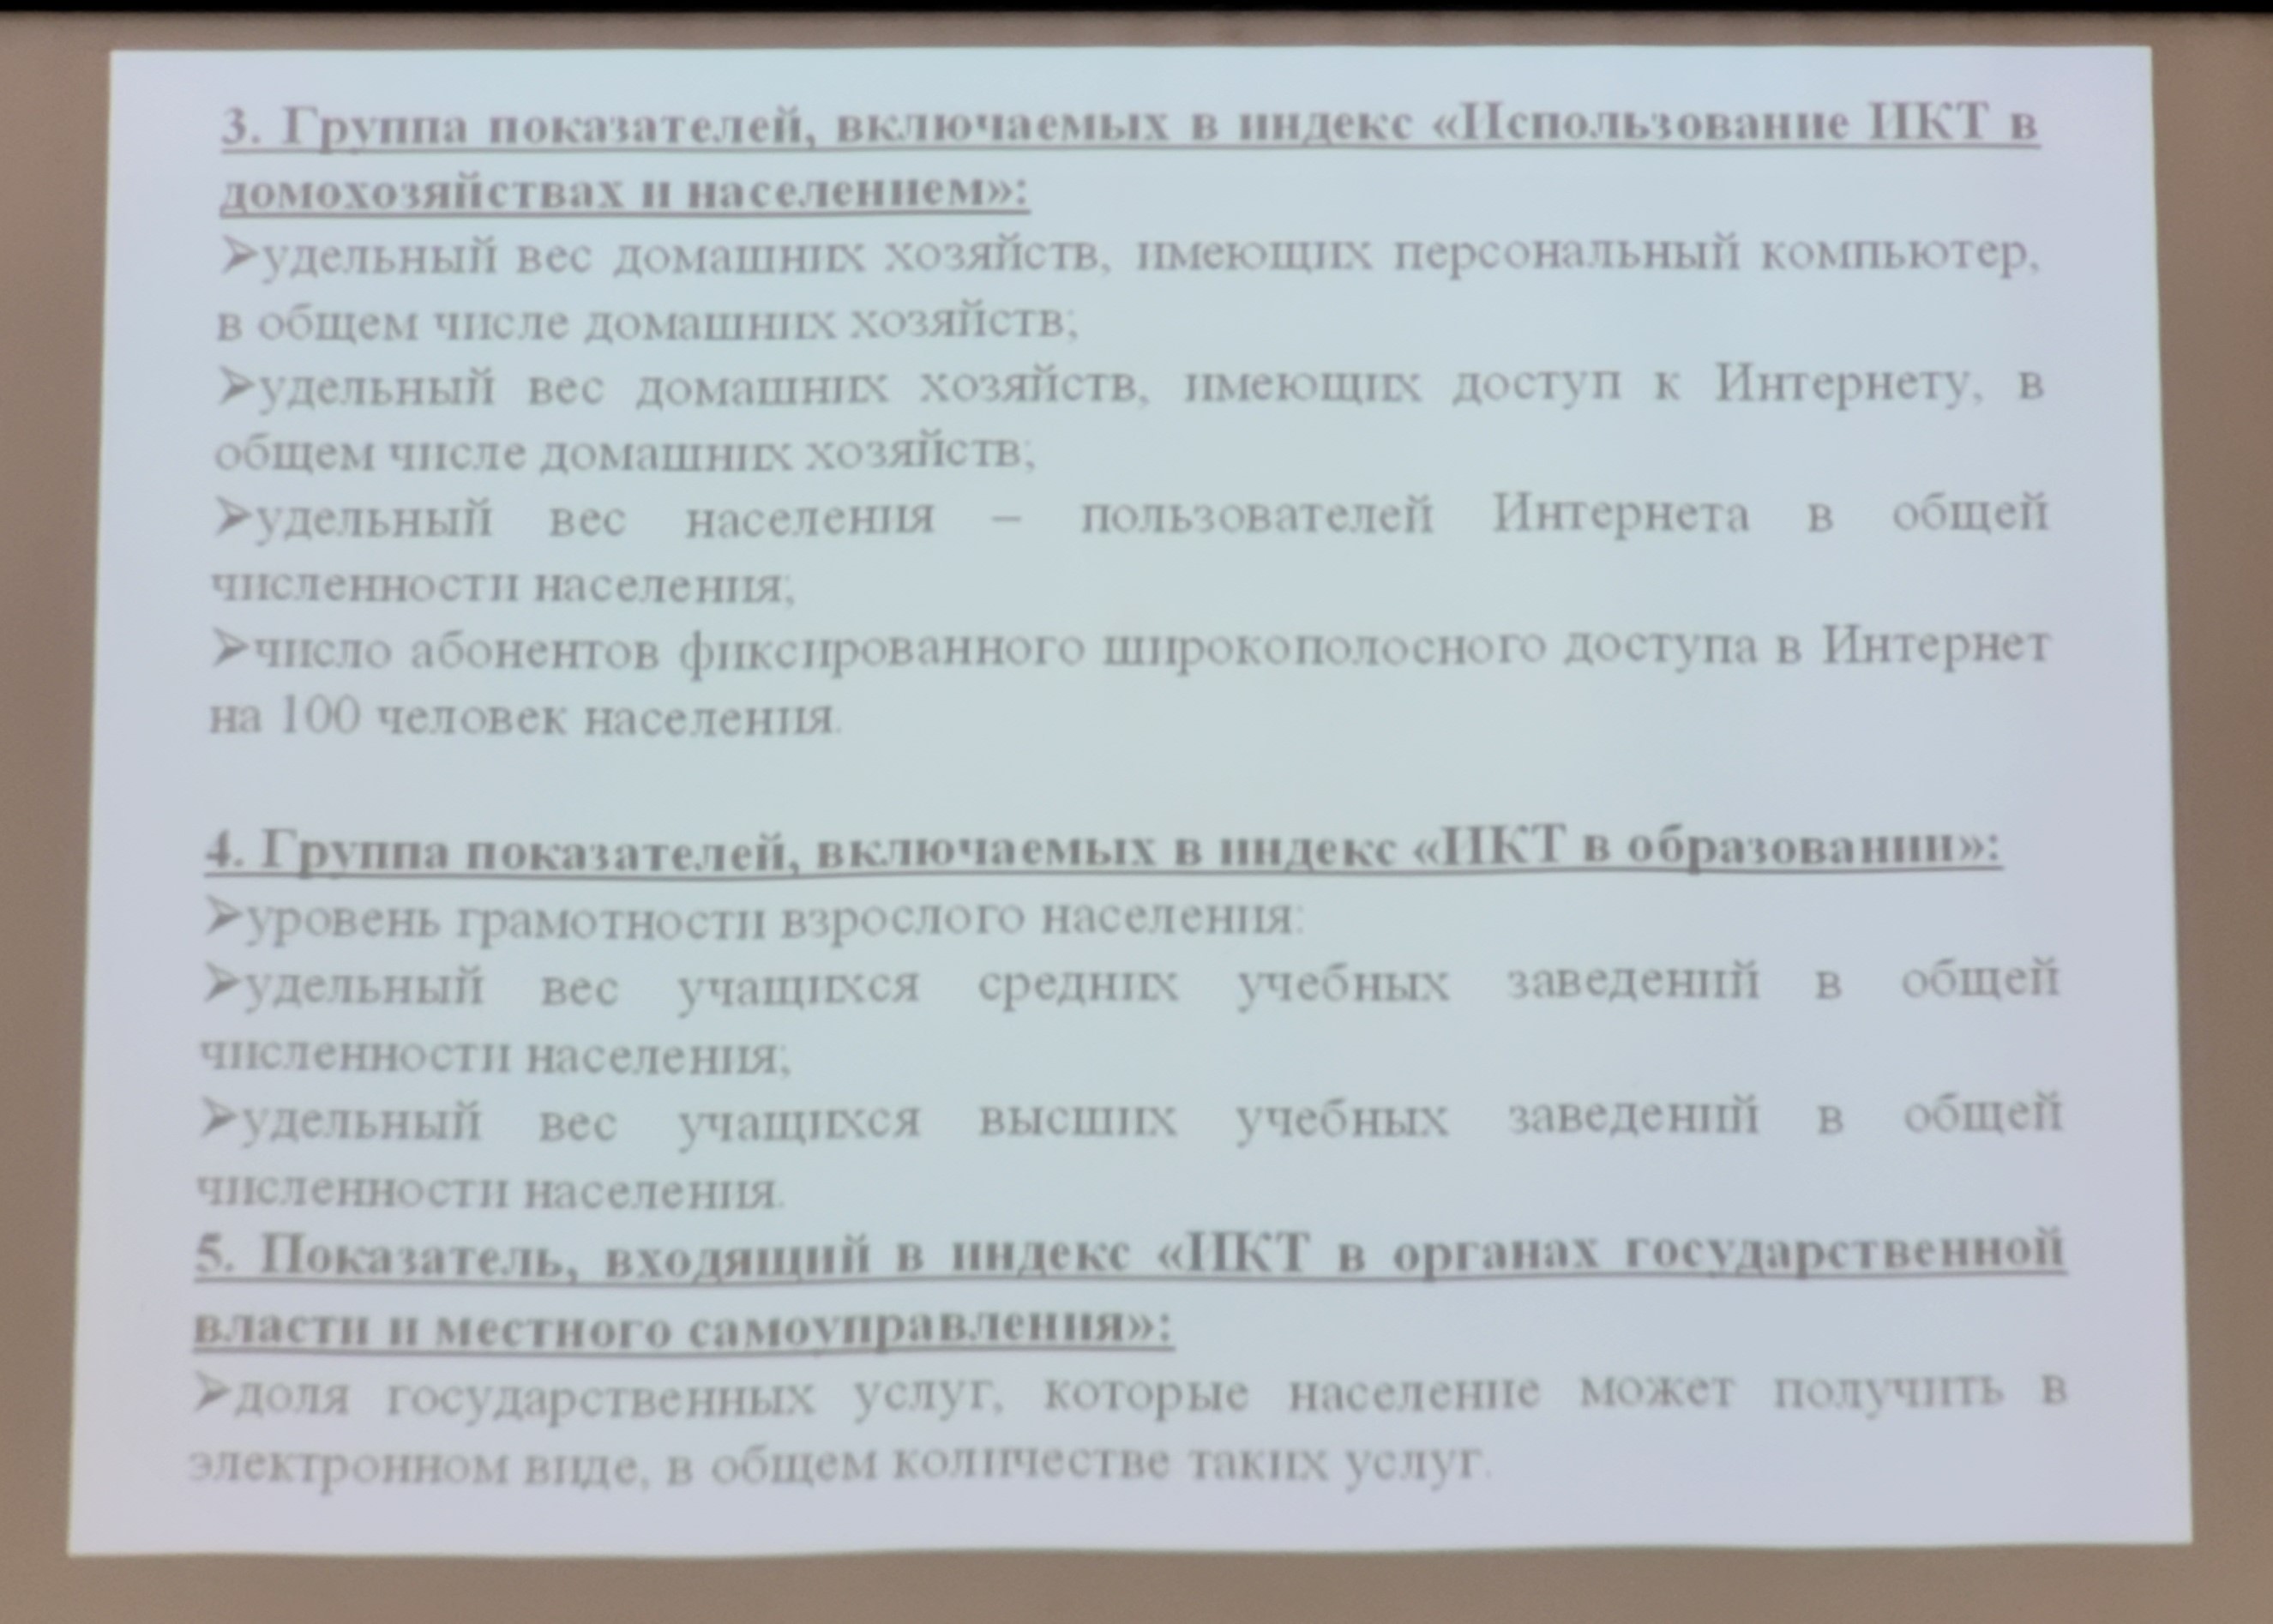 3. Группа показателей, включаемых в индекс «Использование ИКТ в
домохозяйствах и населением»:
➢удельный вес домашних хозяйств, имеющих персональный компьютер,
в общем числе домашних хозяйств;
➢удельный вес домашних хозяйств, имеющих доступ к Интернету, в
общем числе домашних хозяйств;
➢удельный вес населения – пользователей Интернета в общей
численности населения;
➢число абонентов фиксированного широкополосного доступа в Интернет
на 100 человек населения.
4. Группа показателей, включаемых в индекс «ИКТ в образовании»:
➢уровень грамотности взрослого населения:
➢удельный вес учащихся средних учебных заведений в общей
численности населения;
➢удельный вес учащихся высших учебных заведений в общей
численности населения.
5. Показатель, входящий в индекс «ИКТ в органах государственной
власти и местного самоуправления»:
➢доля государственных услуг, которые население может получить в
электронном виде, в общем количестве таких услуг.